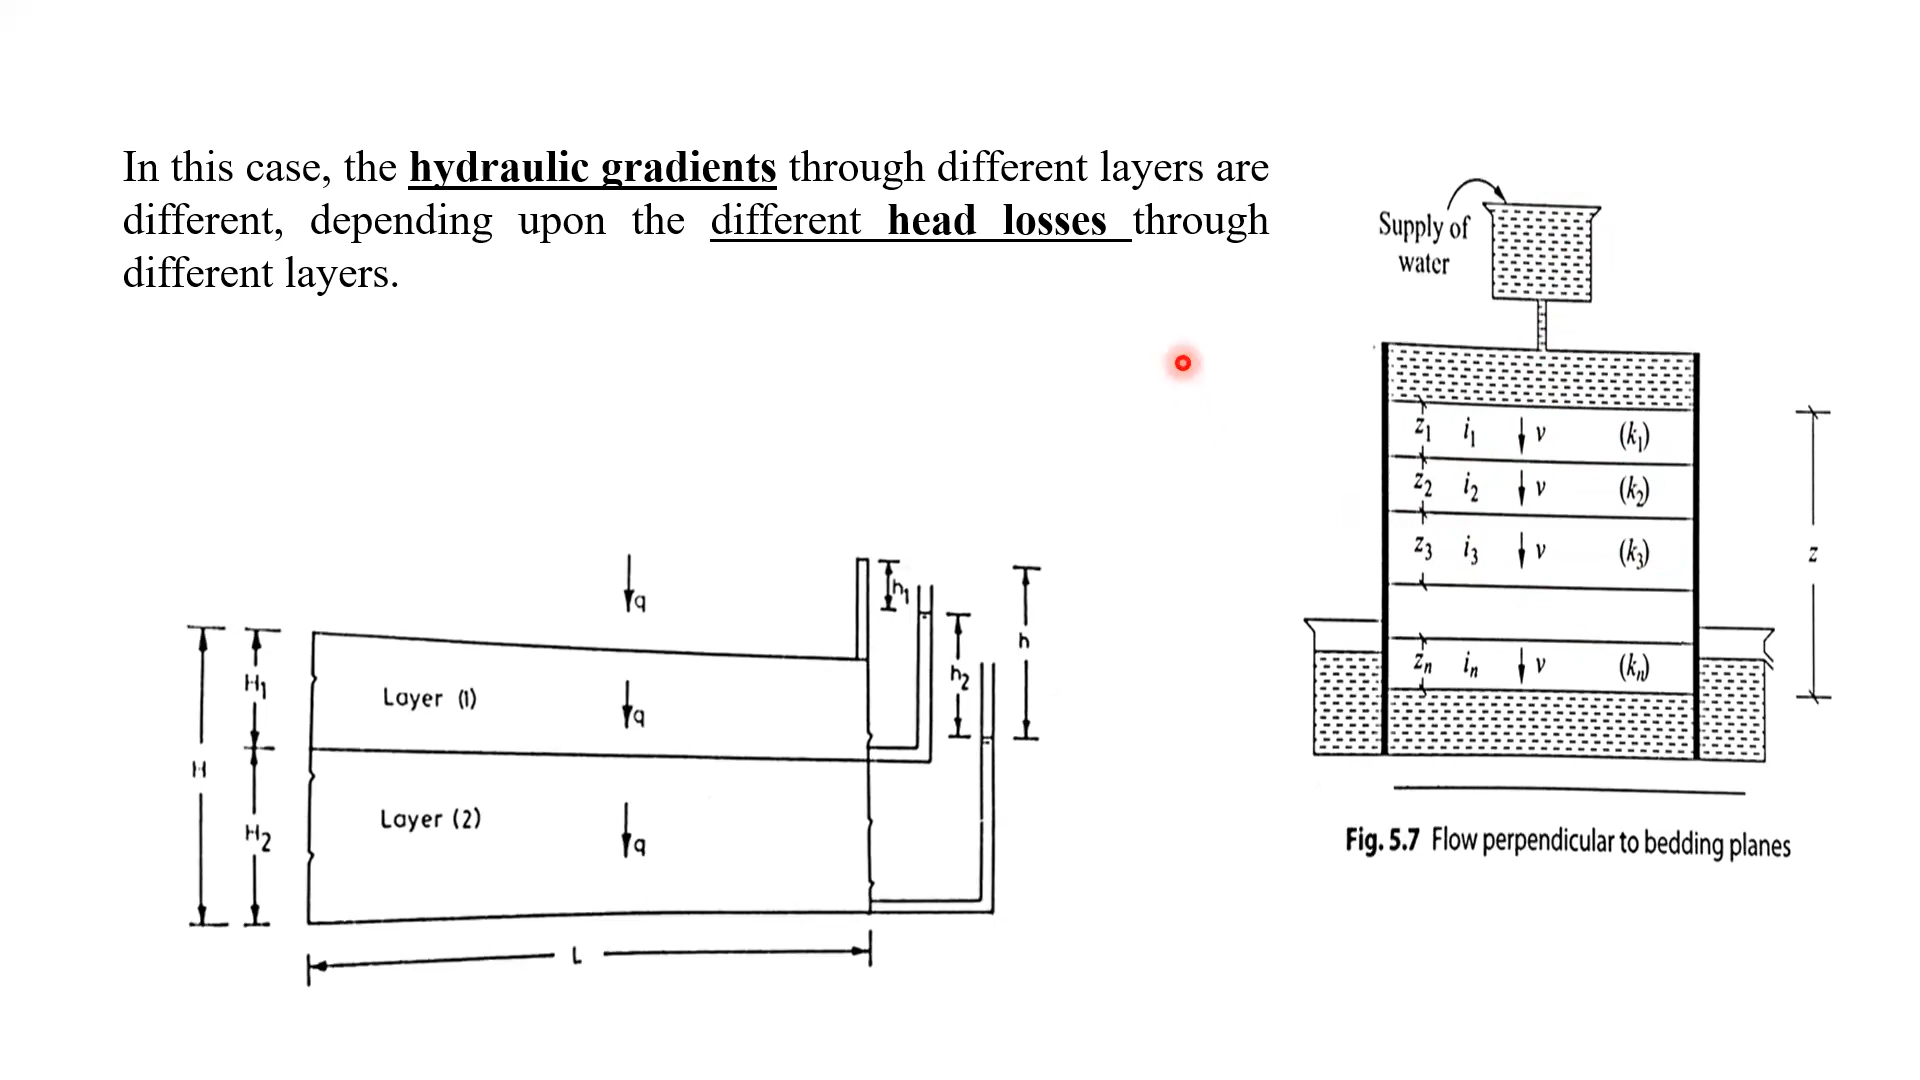 In this case, the hydraulic gradients through different layers are
different, depending upon the different head losses through
different layers.
Supply of
water
z1 i1 v (k1)
z2 i2 v (k2)
z3 i3 v (k3)
z
zn in v (kn)
Fig. 5.7 Flow perpendicular to bedding planes
q
h1
h
h2
H1
Layer (1)
q
H
H2
Layer (2)
q
L